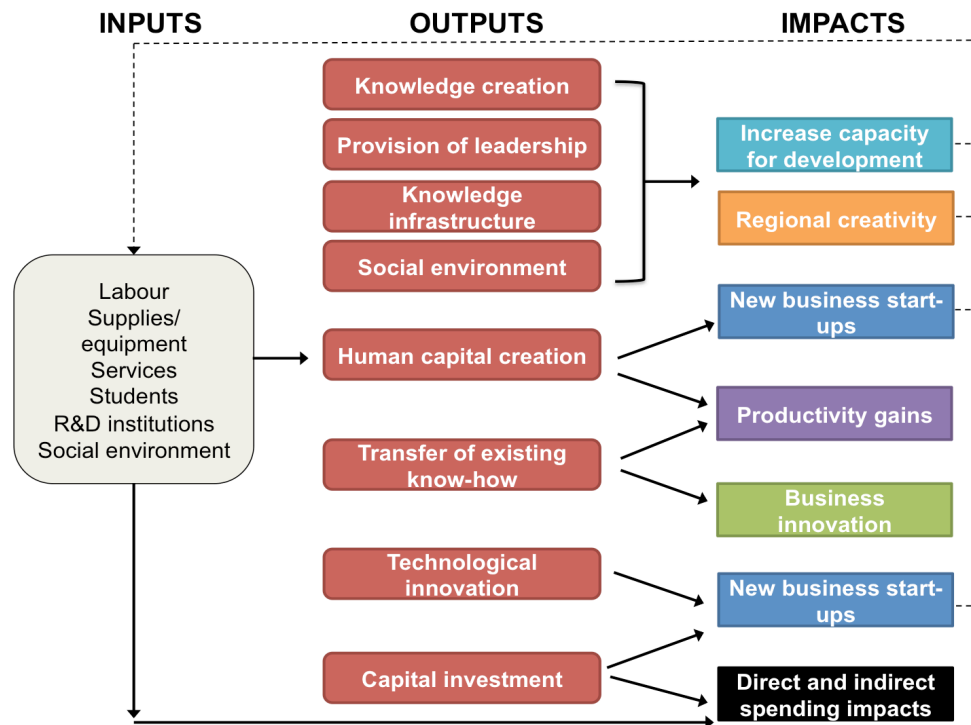 INPUTS
OUTPUTS
IMPACTS
Labour
Supplies/
equipment
Services
Students
R&D institutions
Social environment
Knowledge creation
Provision of leadership
Knowledge
infrastructure
Social environment
Human capital creation
Transfer of existing
know-how
Technological
innovation
Capital investment
Increase capacity
for development
Regional creativity
New business start-
ups
Productivity gains
Business
innovation
New business start-
ups
Direct and indirect
spending impacts